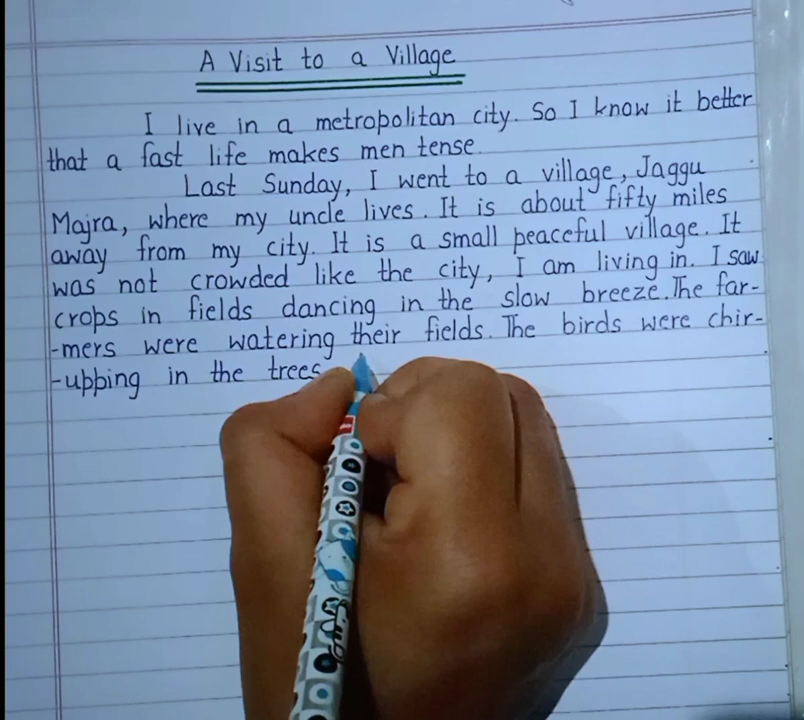 A Visit to a Village
I live in a metropolitan city. So I know it better
that a fast life makes men tense.
Last Sunday, I went to a village, Jaggu
Majra, where my uncle lives. It is about fifty miles
away from my city. It is a small peaceful village. It
was not crowded like the city, I am living in. I saw
crops in fields dancing in the slow breeze. The far-
-mers were watering their fields. The birds were chir-
-upping in the trees